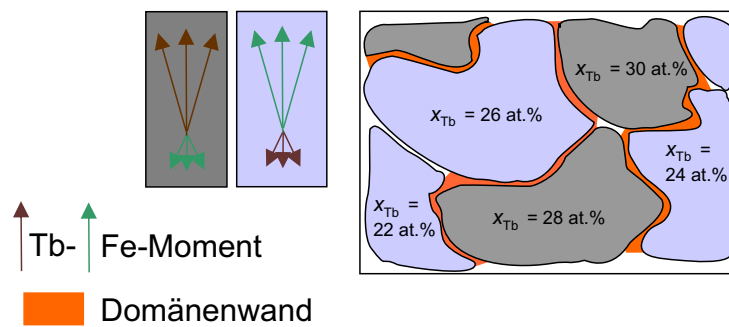 x_Tb = 30 at.%
x_Tb = 26 at.%
x_Tb =
24 at.%
x_Tb =
22 at.%
x_Tb = 28 at.%
Tb- Fe-Moment
Domänenwand